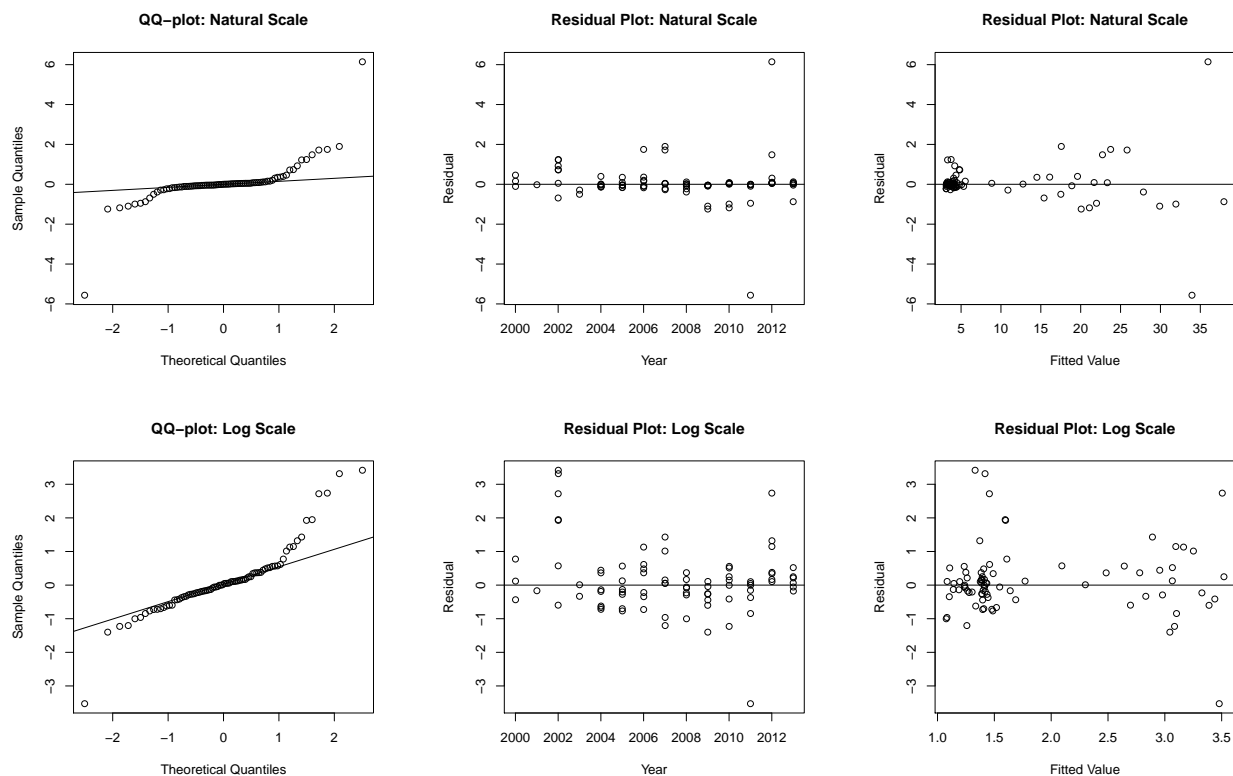 QQ−plot: Natural Scale
Sample Quantiles
6
4
2
0
−2
−4
−6
−2 −1 0 1 2
Theoretical Quantiles
Residual Plot: Natural Scale
Residual
6
4
2
0
−2
−4
−6
2000 2002 2004 2006 2008 2010 2012
Year
Residual Plot: Natural Scale
Residual
6
4
2
0
−2
−4
−6
5 10 15 20 25 30 35
Fitted Value
QQ−plot: Log Scale
Sample Quantiles
3
2
1
0
−1
−2
−3
−2 −1 0 1 2
Theoretical Quantiles
Residual Plot: Log Scale
Residual
3
2
1
0
−1
−2
−3
2000 2002 2004 2006 2008 2010 2012
Year
Residual Plot: Log Scale
Residual
3
2
1
0
−1
−2
−3
1.0 1.5 2.0 2.5 3.0 3.5
Fitted Value